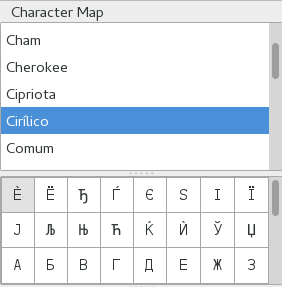 Character Map
Cham
Cherokee
Cipriota
Cirílico
Comum
Ѐ Ё Ђ Ѓ Є Ѕ І Ї
Ј Љ Њ Ћ Ќ Ѝ Ў Џ
А Б В Г Д Е Ж З